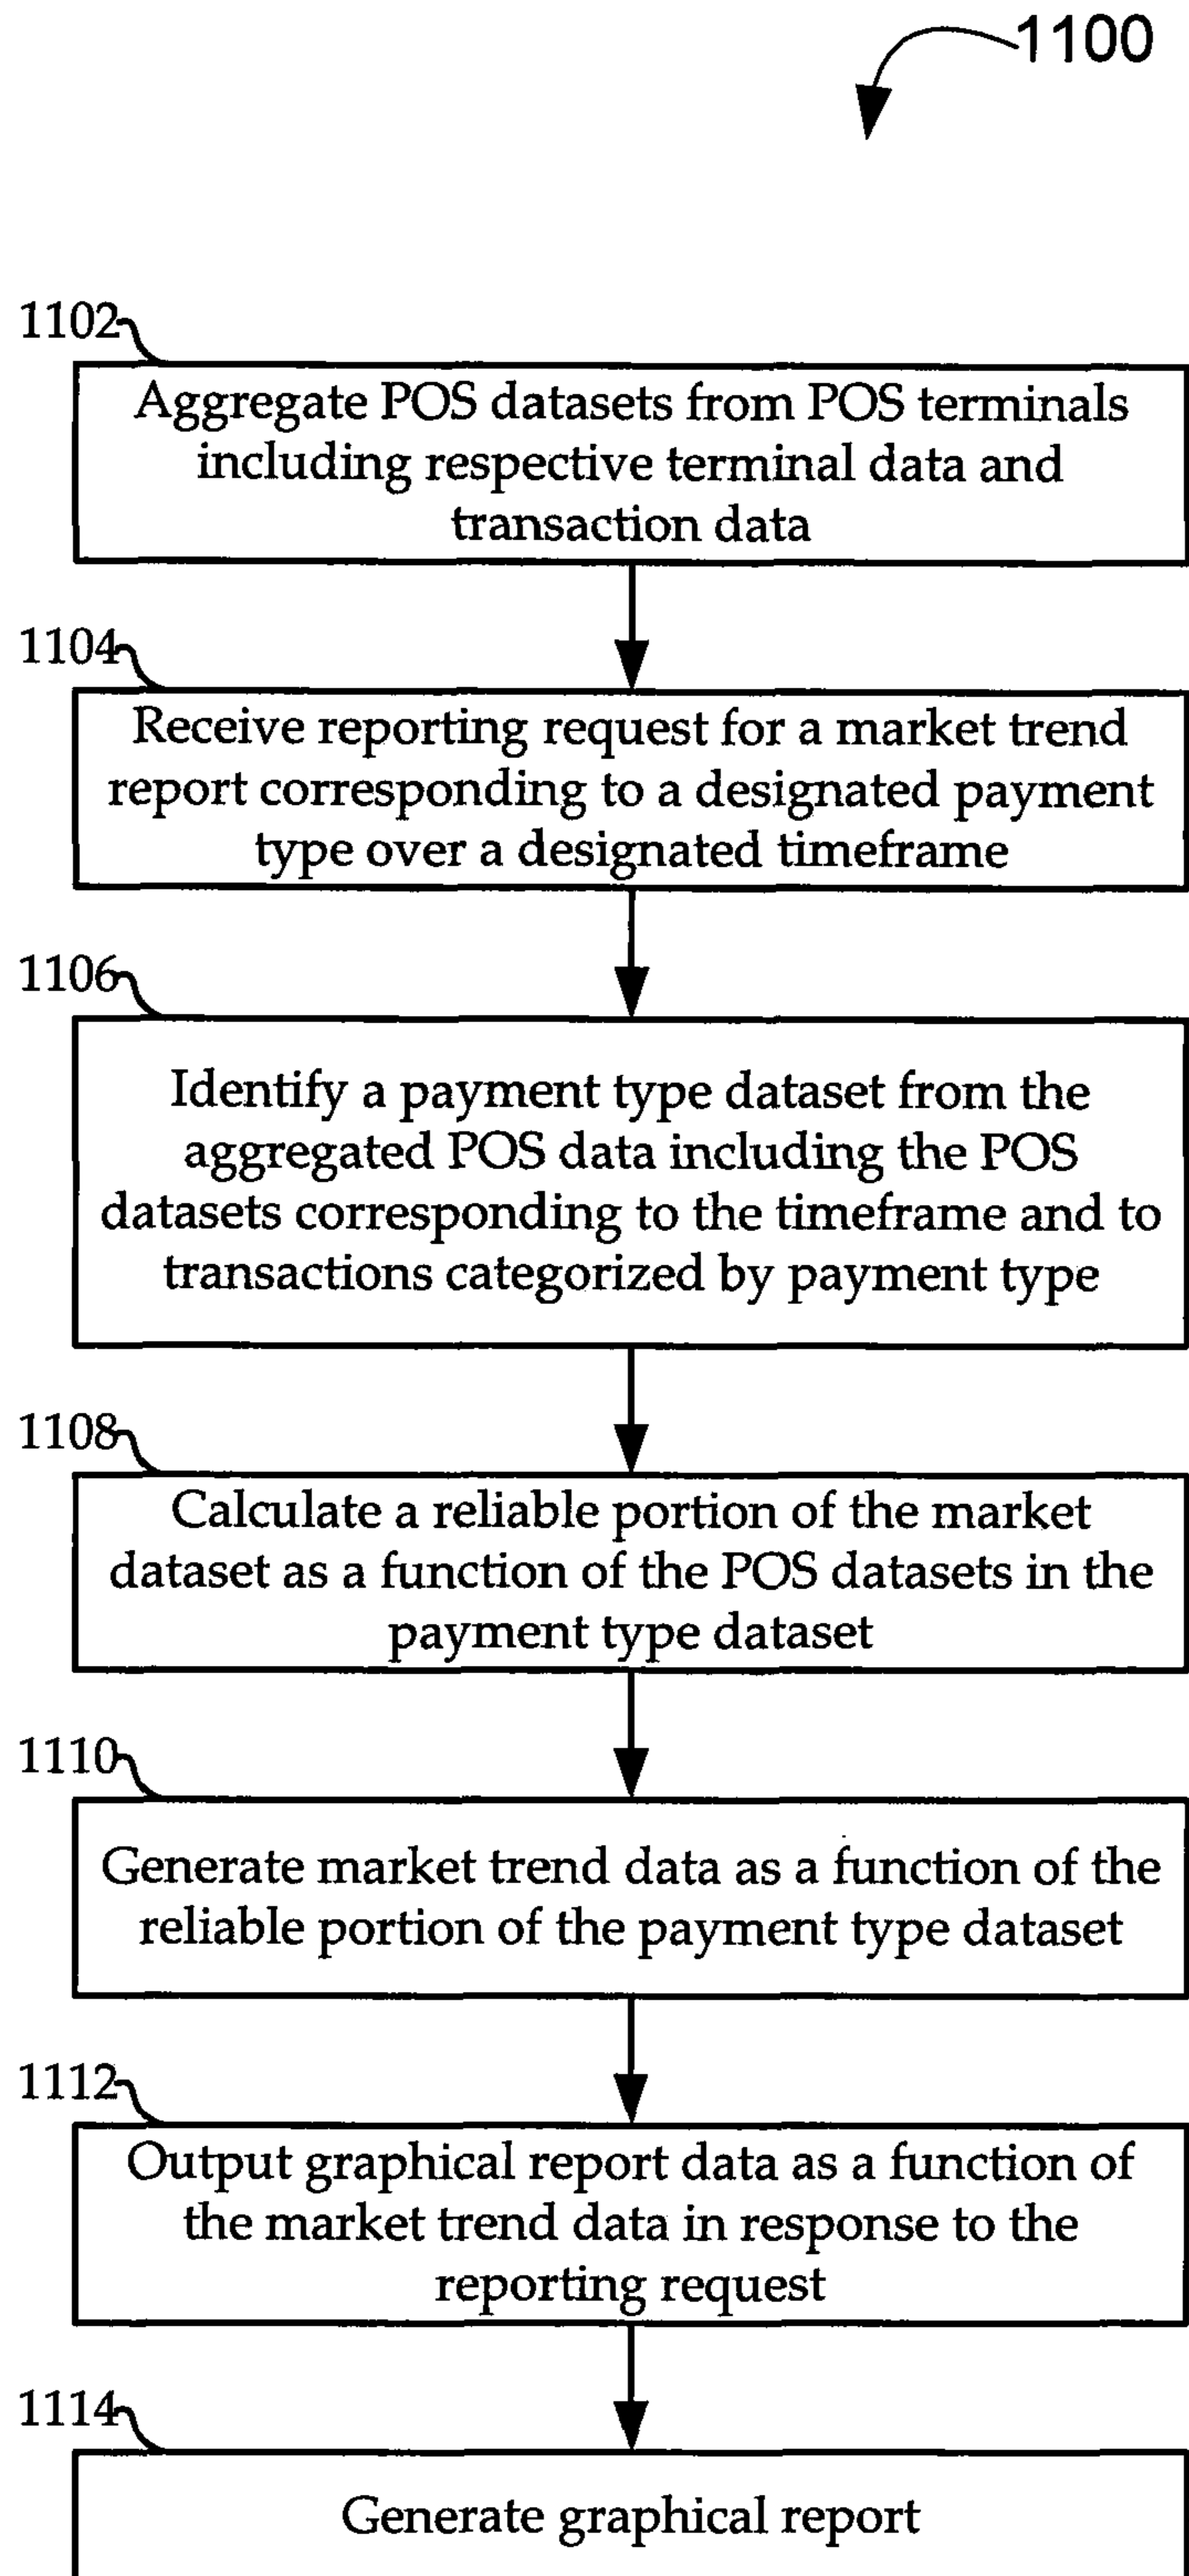 1100
1102
Aggregate POS datasets from POS terminals
including respective terminal data and
transaction data
1104
Receive reporting request for a market trend
report corresponding to a designated payment
type over a designated timeframe
1106
Identify a payment type dataset from the
aggregated POS data including the POS
datasets corresponding to the timeframe and to
transactions categorized by payment type
1108
Calculate a reliable portion of the market
dataset as a function of the POS datasets in the
payment type dataset
1110
Generate market trend data as a function of the
reliable portion of the payment type dataset
1112
Output graphical report data as a function of
the market trend data in response to the
reporting request
1114
Generate graphical report